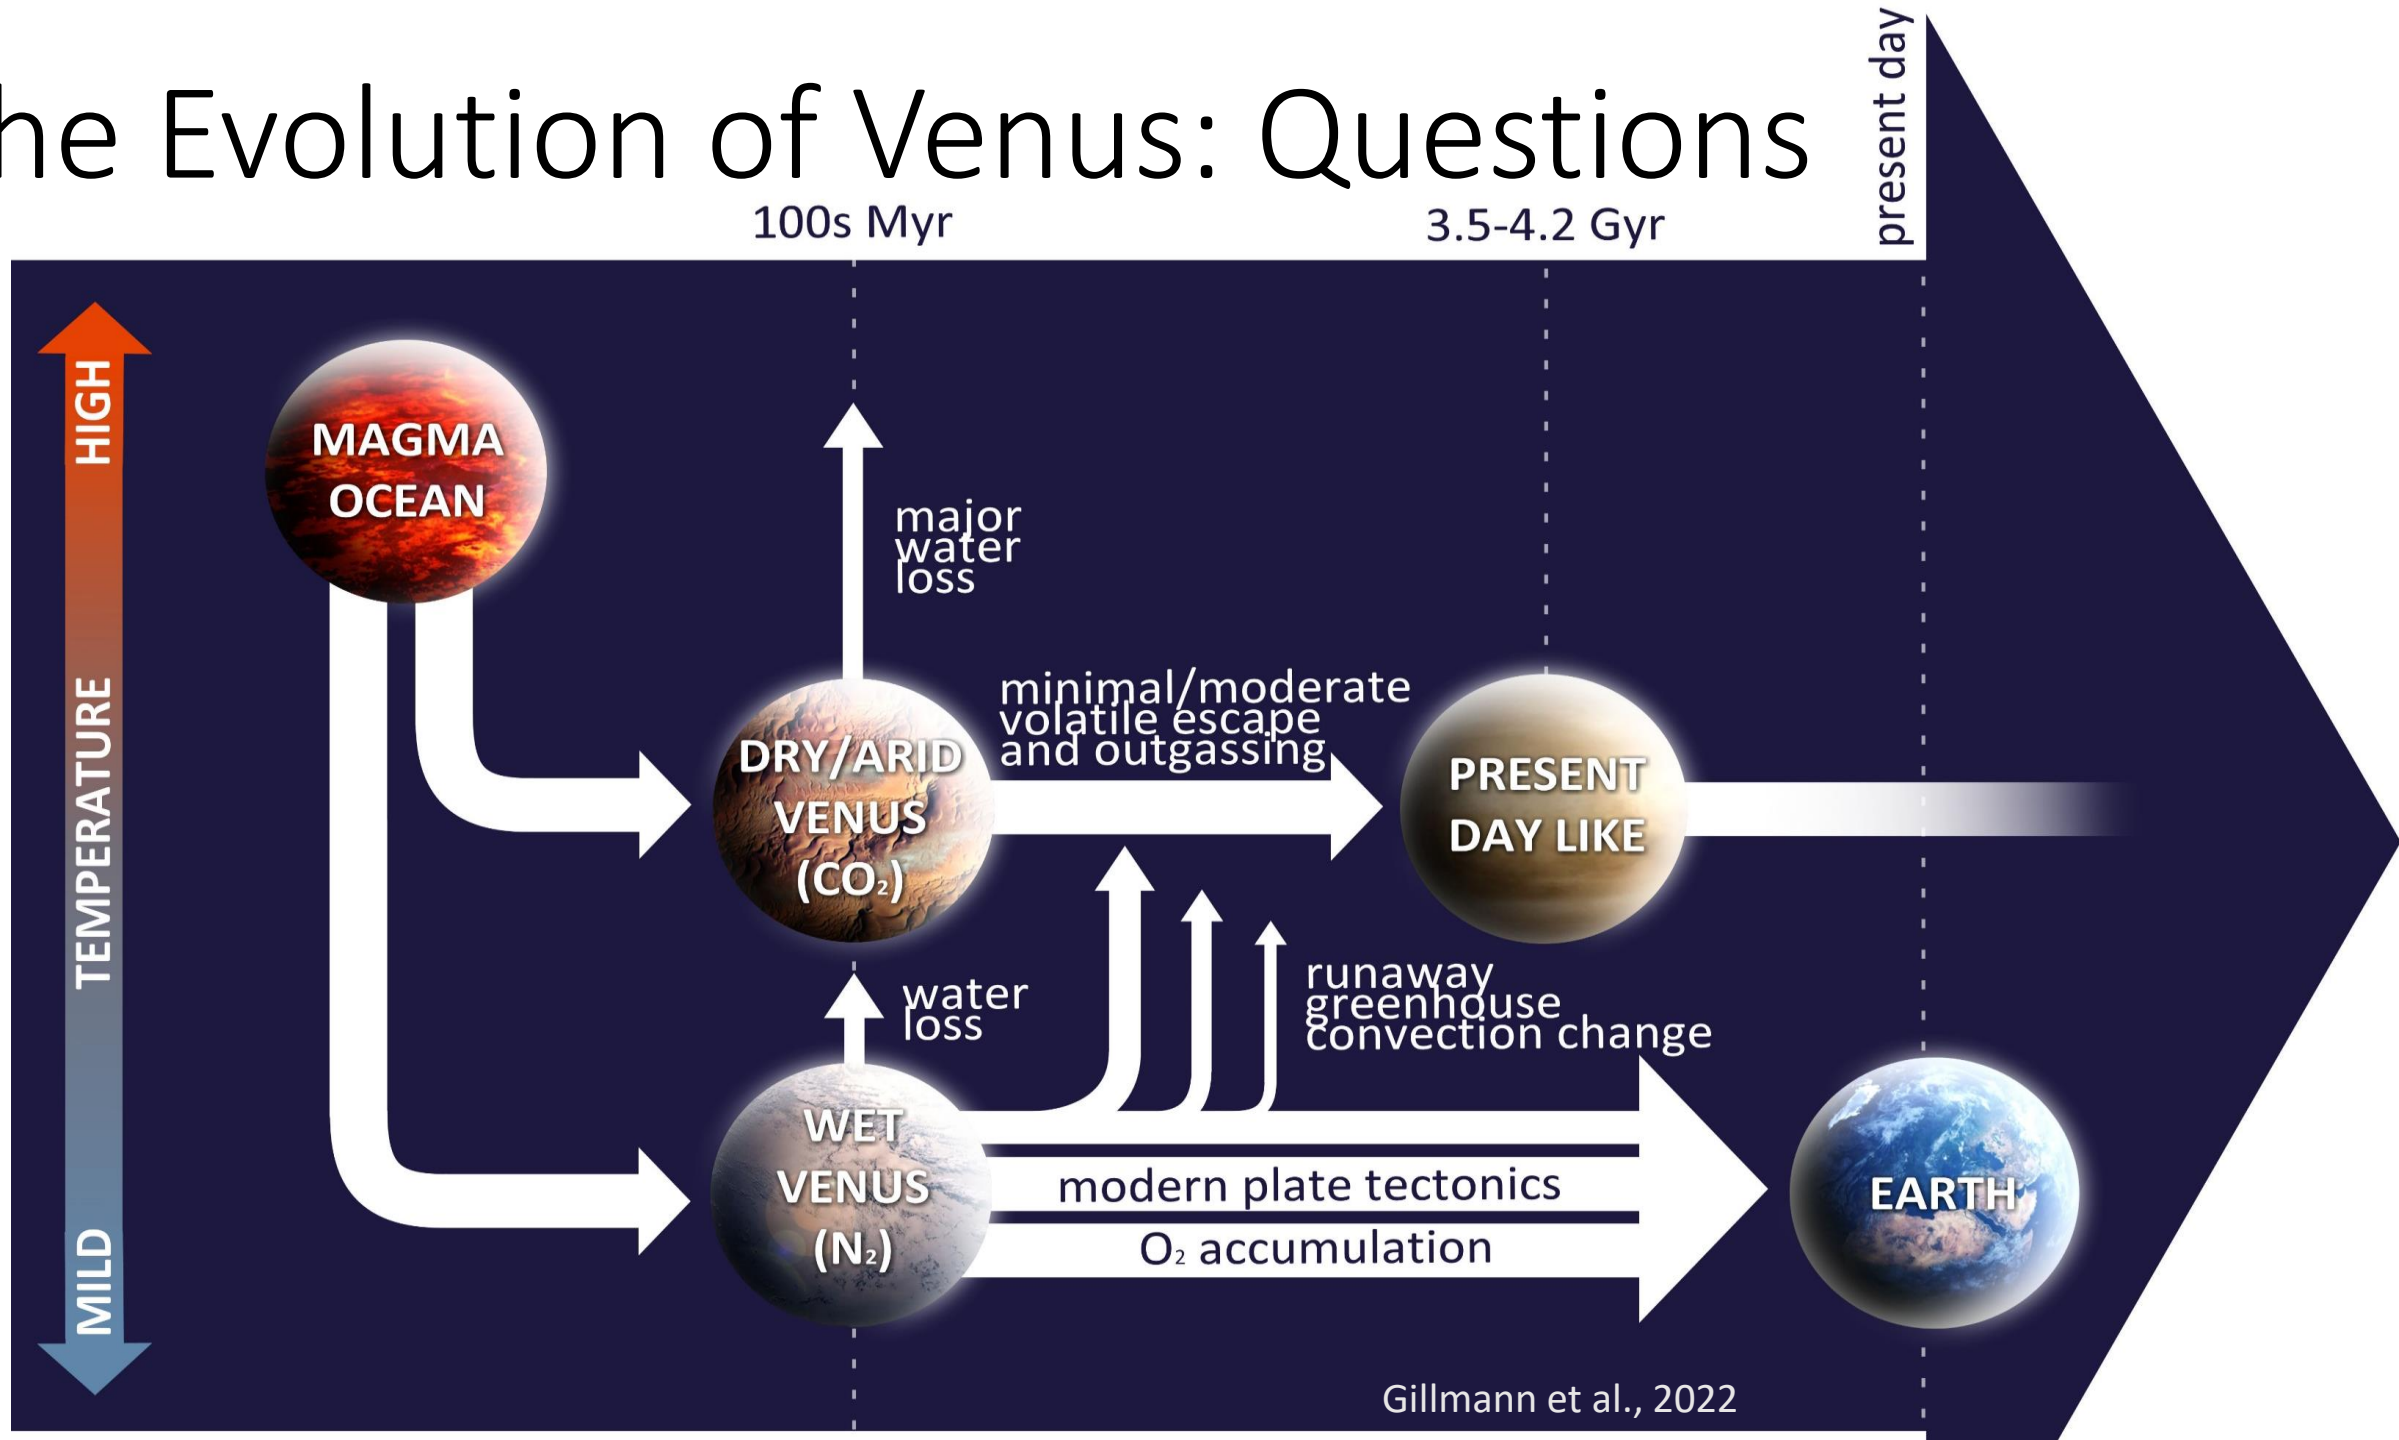 he Evolution of Venus: Questions
present day
100s Myr
3.5-4.2 Gyr
HIGH
TEMPERATURE
MILD
MAGMA
OCEAN
major
water
loss
minimal/moderate
volatile escape
and outgassing
DRY/ARID
VENUS
(CO₂)
PRESENT
DAY LIKE
water
loss
runaway
greenhouse
convection change
WET
VENUS
(N₂)
modern plate tectonics
O₂ accumulation
EARTH
Gillmann et al., 2022